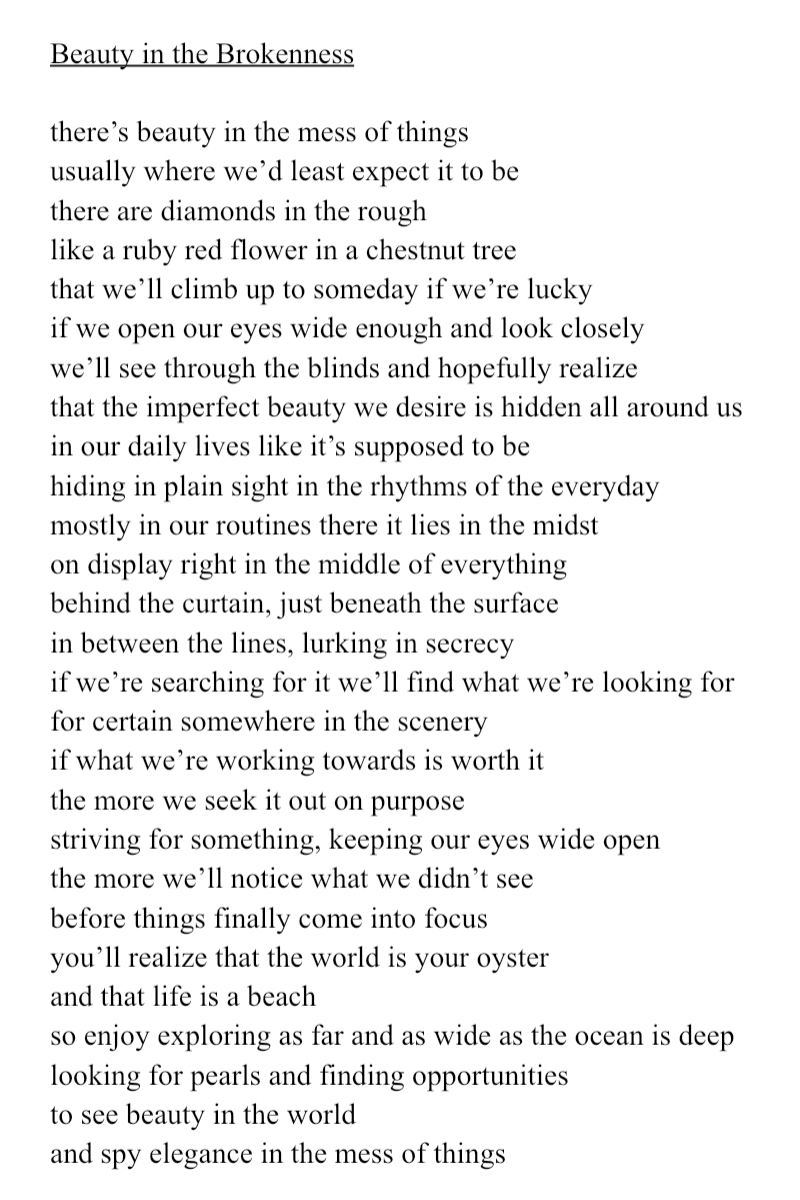 Beauty in the Brokenness
there’s beauty in the mess of things
usually where we’d least expect it to be
there are diamonds in the rough
like a ruby red flower in a chestnut tree
that we’ll climb up to someday if we’re lucky
if we open our eyes wide enough and look closely
we’ll see through the blinds and hopefully realize
that the imperfect beauty we desire is hidden all around us
in our daily lives like it’s supposed to be
hiding in plain sight in the rhythms of the everyday
mostly in our routines there it lies in the midst
on display right in the middle of everything
behind the curtain, just beneath the surface
in between the lines, lurking in secrecy
if we’re searching for it we’ll find what we’re looking for
for certain somewhere in the scenery
if what we’re working towards is worth it
the more we seek it out on purpose
striving for something, keeping our eyes wide open
the more we’ll notice what we didn’t see
before things finally come into focus
you’ll realize that the world is your oyster
and that life is a beach
so enjoy exploring as far and as wide as the ocean is deep
looking for pearls and finding opportunities
to see beauty in the world
and spy elegance in the mess of things